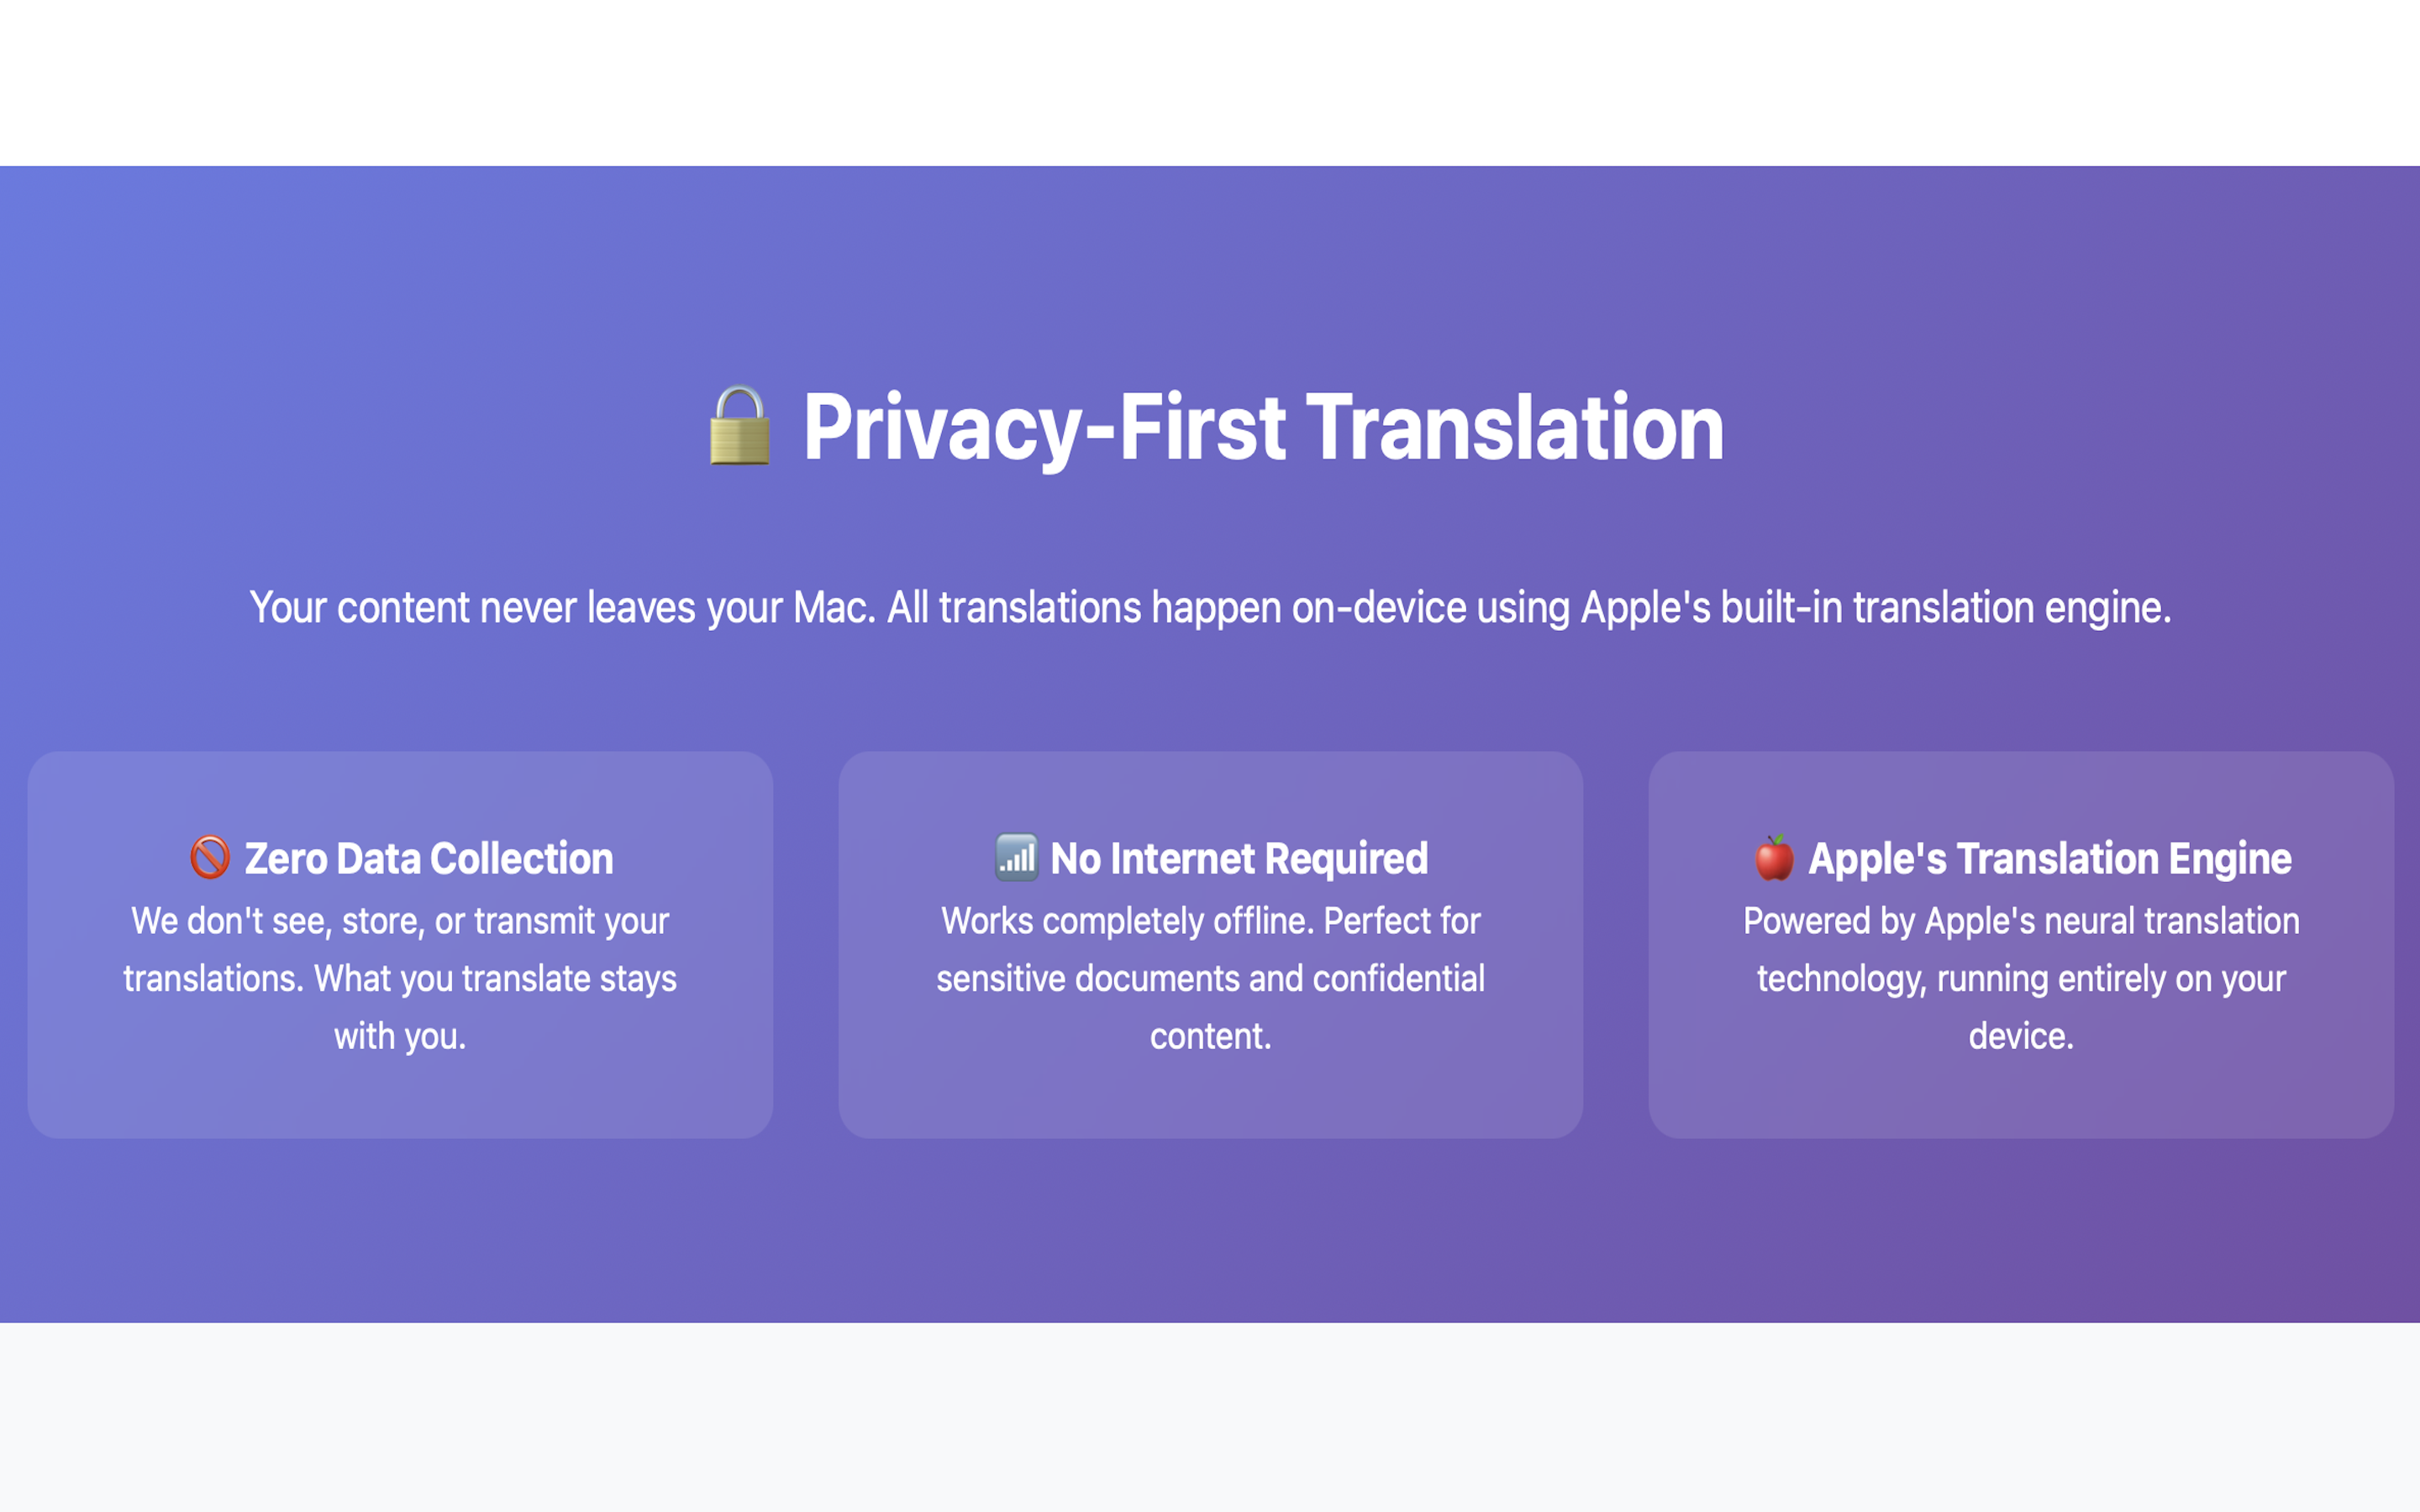 🔒 Privacy-First Translation
Your content never leaves your Mac. All translations happen on-device using Apple's built-in translation engine.
🚫 Zero Data Collection
We don't see, store, or transmit your
translations. What you translate stays
with you.
📶 No Internet Required
Works completely offline. Perfect for
sensitive documents and confidential
content.
🍎 Apple's Translation Engine
Powered by Apple's neural translation
technology, running entirely on your
device.